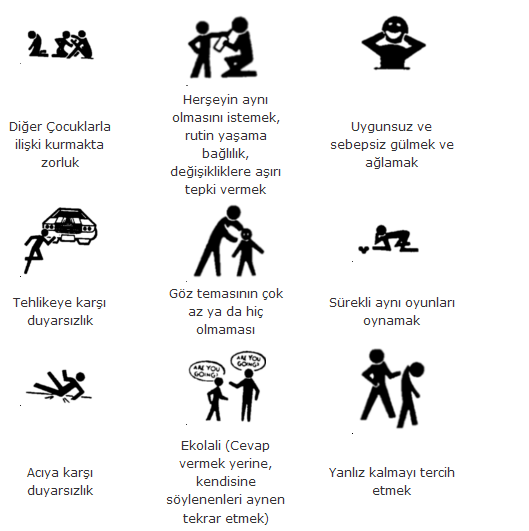 Diğer Çocuklarla
ilişki kurmakta
zorluk
Herşeyin aynı
olmasını istemek,
rutin yaşama
bağlılık,
değişikliklere aşırı
tepki vermek
Uygunsuz ve
sebepsiz gülmek ve
ağlamak
Tehlikeye karşı
duyarsızlık
Göz temasının çok
az ya da hiç
olmaması
Sürekli aynı oyunları
oynamak
Acıya karşı
duyarsızlık
ARE YOU
GOING?
ARE YOU
GOING?
Ekolali (Cevap
vermek yerine,
kendisine
söylenenleri aynen
tekrar etmek)
Yanlız kalmayı tercih
etmek